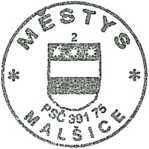 * MĚSTYS *
2
PSČ 391 75
MALŠICE